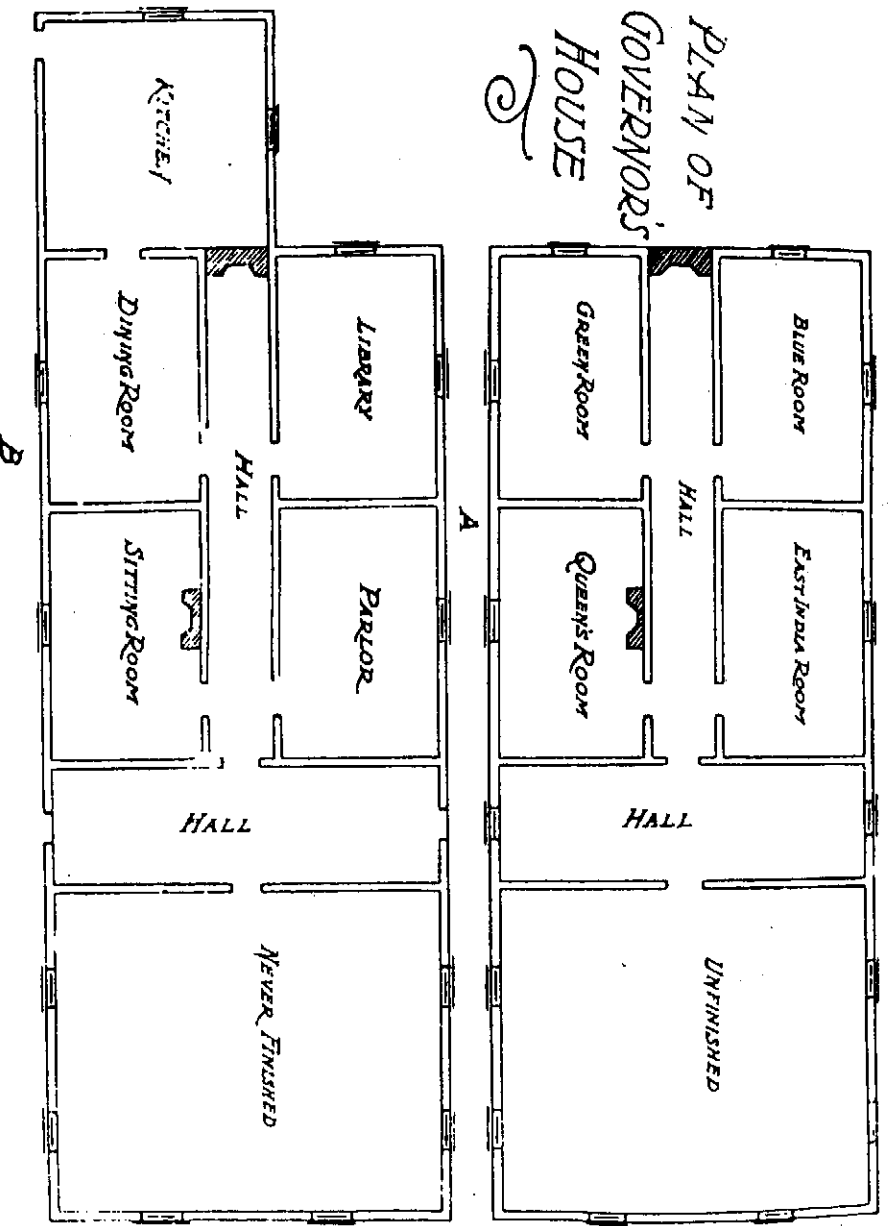 PLAN OF
GOVERNOR'S
HOUSE
BLUE ROOM
EAST INDIA ROOM
HALL
GREEN ROOM
QUEEN'S ROOM
HALL
UNFINISHED
A
LIBRARY
PARLOR
HALL
KITCHEN
DINING ROOM
SITTING ROOM
HALL
NEVER FINISHED
B